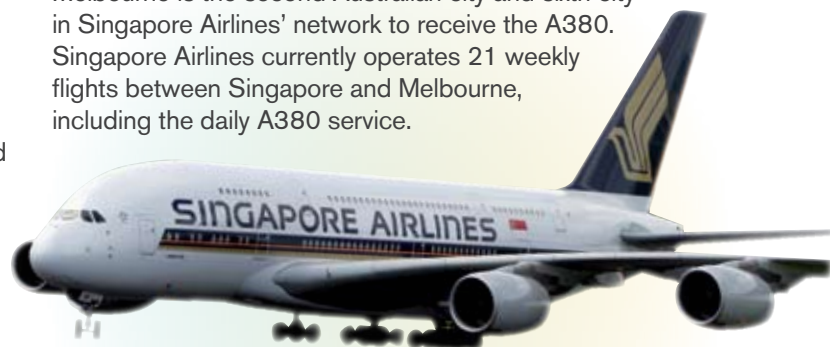 in Singapore Airlines' network to receive the A380.
Singapore Airlines currently operates 21 weekly
flights between Singapore and Melbourne,
including the daily A380 service.
SINGAPORE AIRLINES